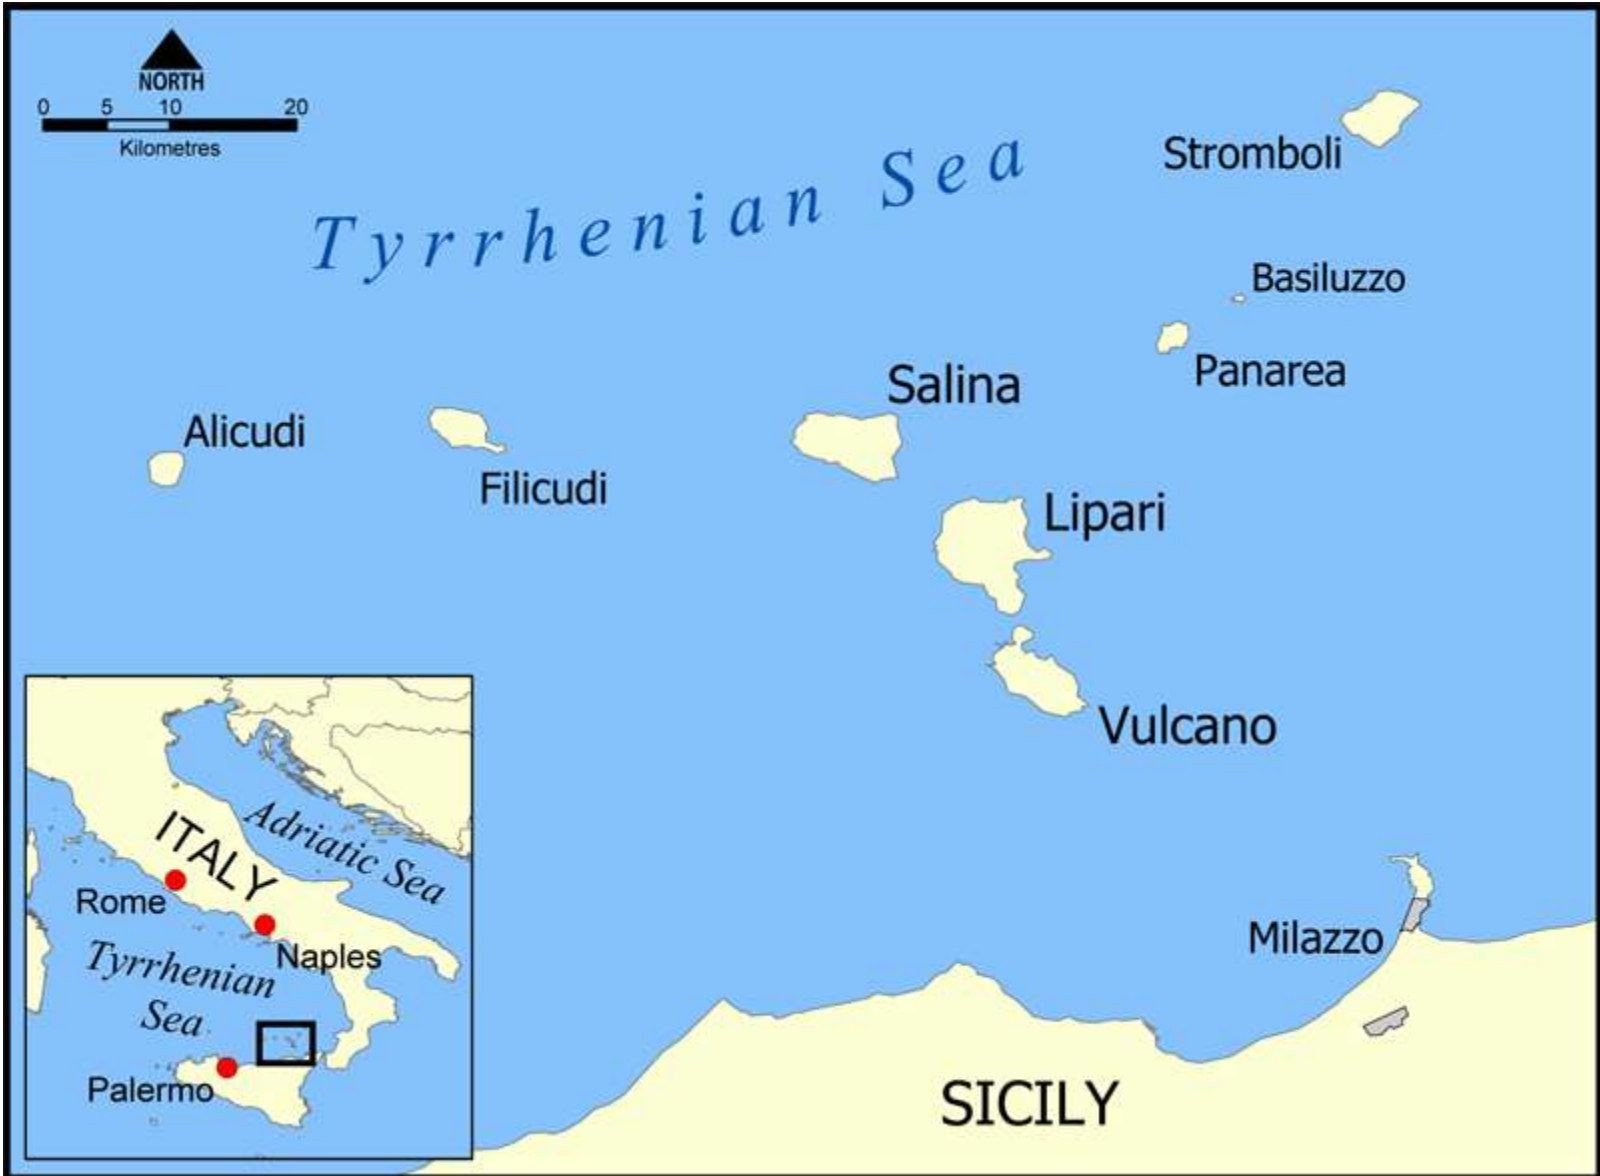 NORTH
0 5 10 20
Kilometres
Tyrrhenian Sea
Stromboli
Basiluzzo
Panarea
Salina
Alicudi
Filicudi
Lipari
Vulcano
Milazzo
SICILY
ITALY
Adriatic Sea
Rome
Naples
Tyrrhenian
Sea
Palermo